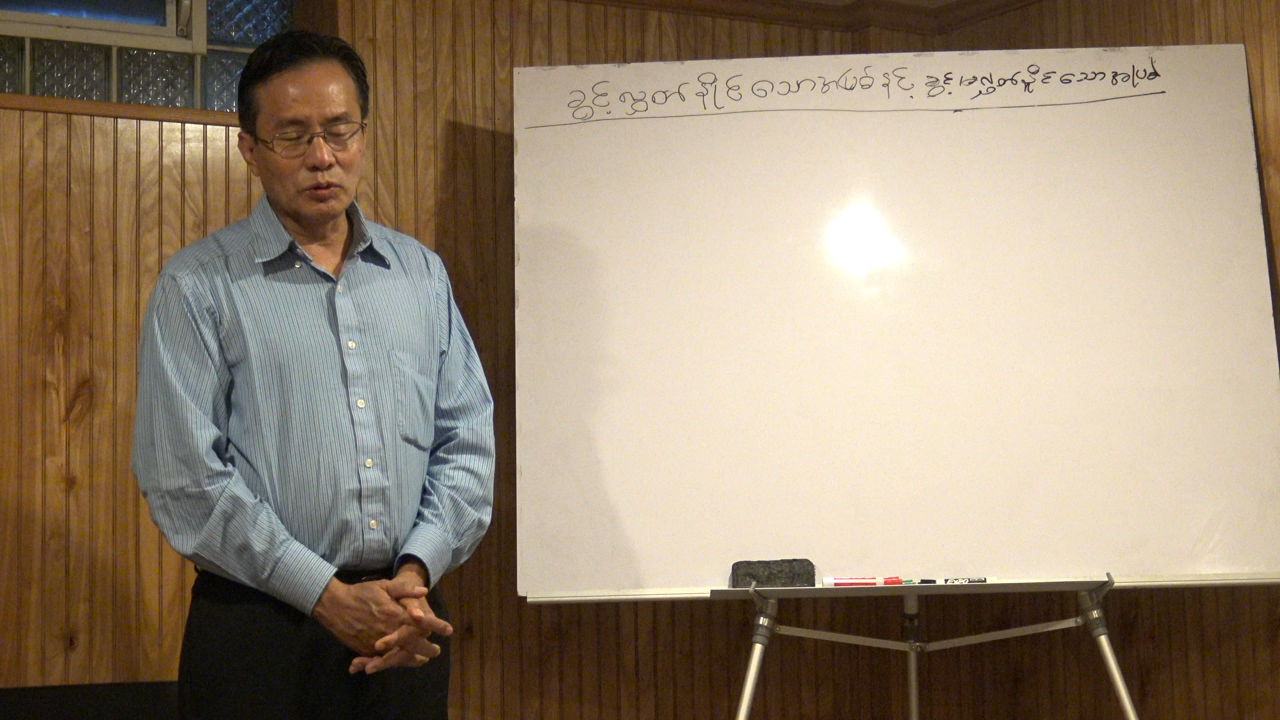 ခွင့်လွှတ်နိုင်သောအပြစ်နှင့် ခွင့်မလွှတ်နိုင်သောအပြစ်
EXPO